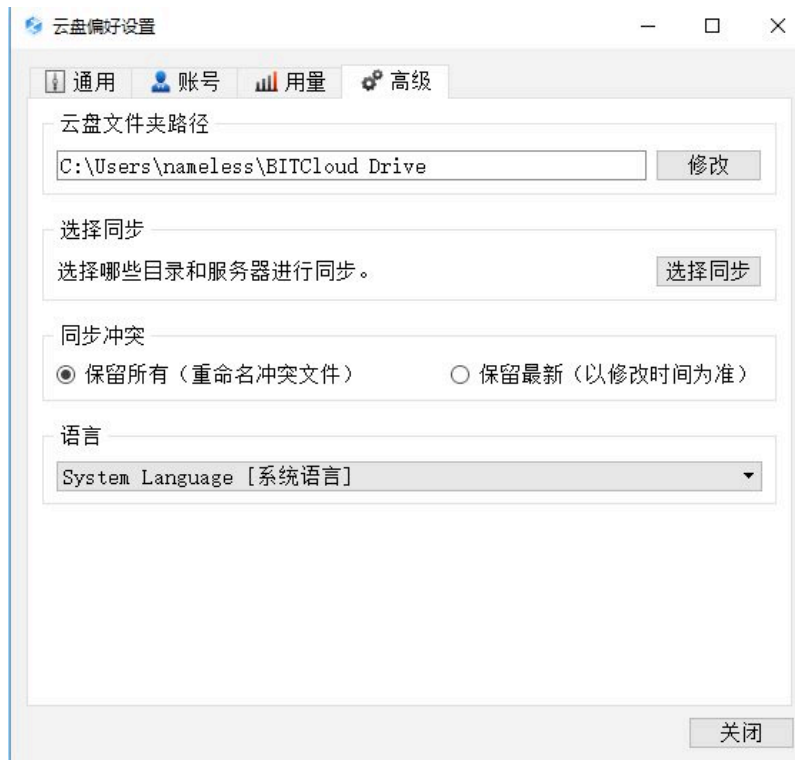 云盘偏好设置
通用 账号 用量 高级
云盘文件夹路径
C:\Users\nameless\BITCloud Drive 修改
选择同步
选择哪些目录和服务器进行同步。 选择同步
同步冲突
保留所有（重命名冲突文件） 保留最新（以修改时间为准）
语言
System Language [系统语言]
关闭